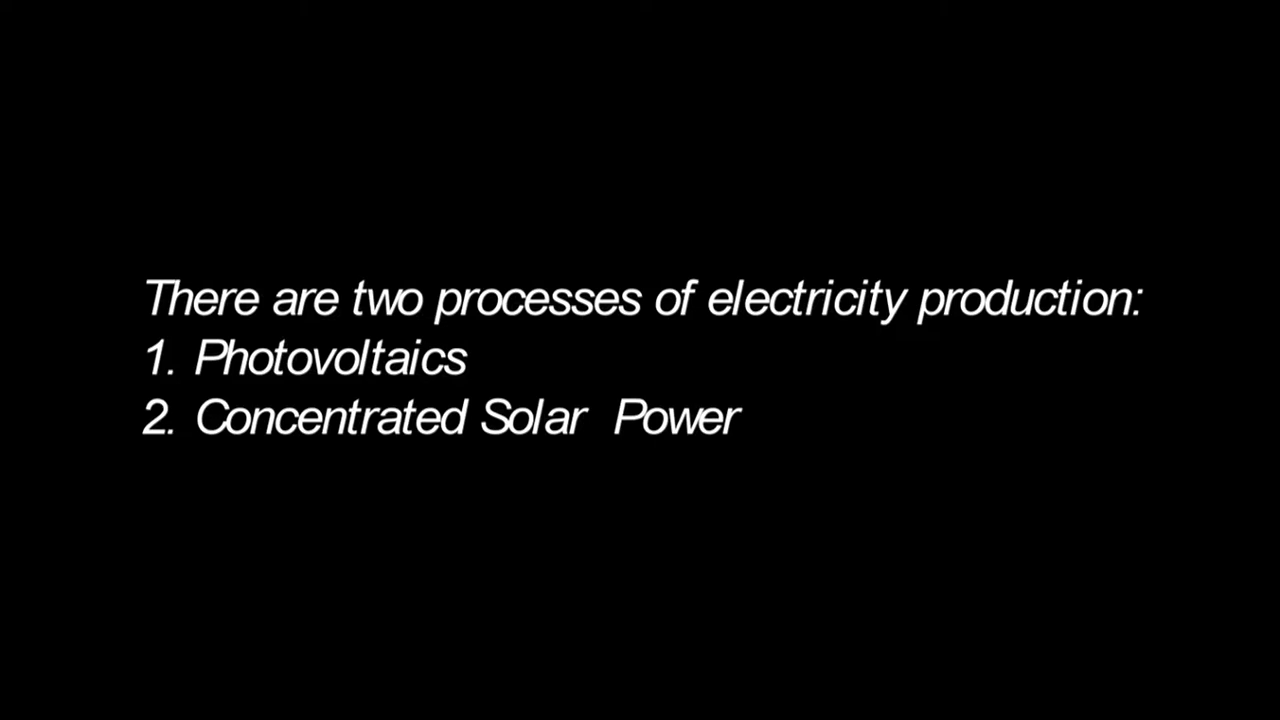 There are two processes of electricity production:
1. Photovoltaics
2. Concentrated Solar  Power